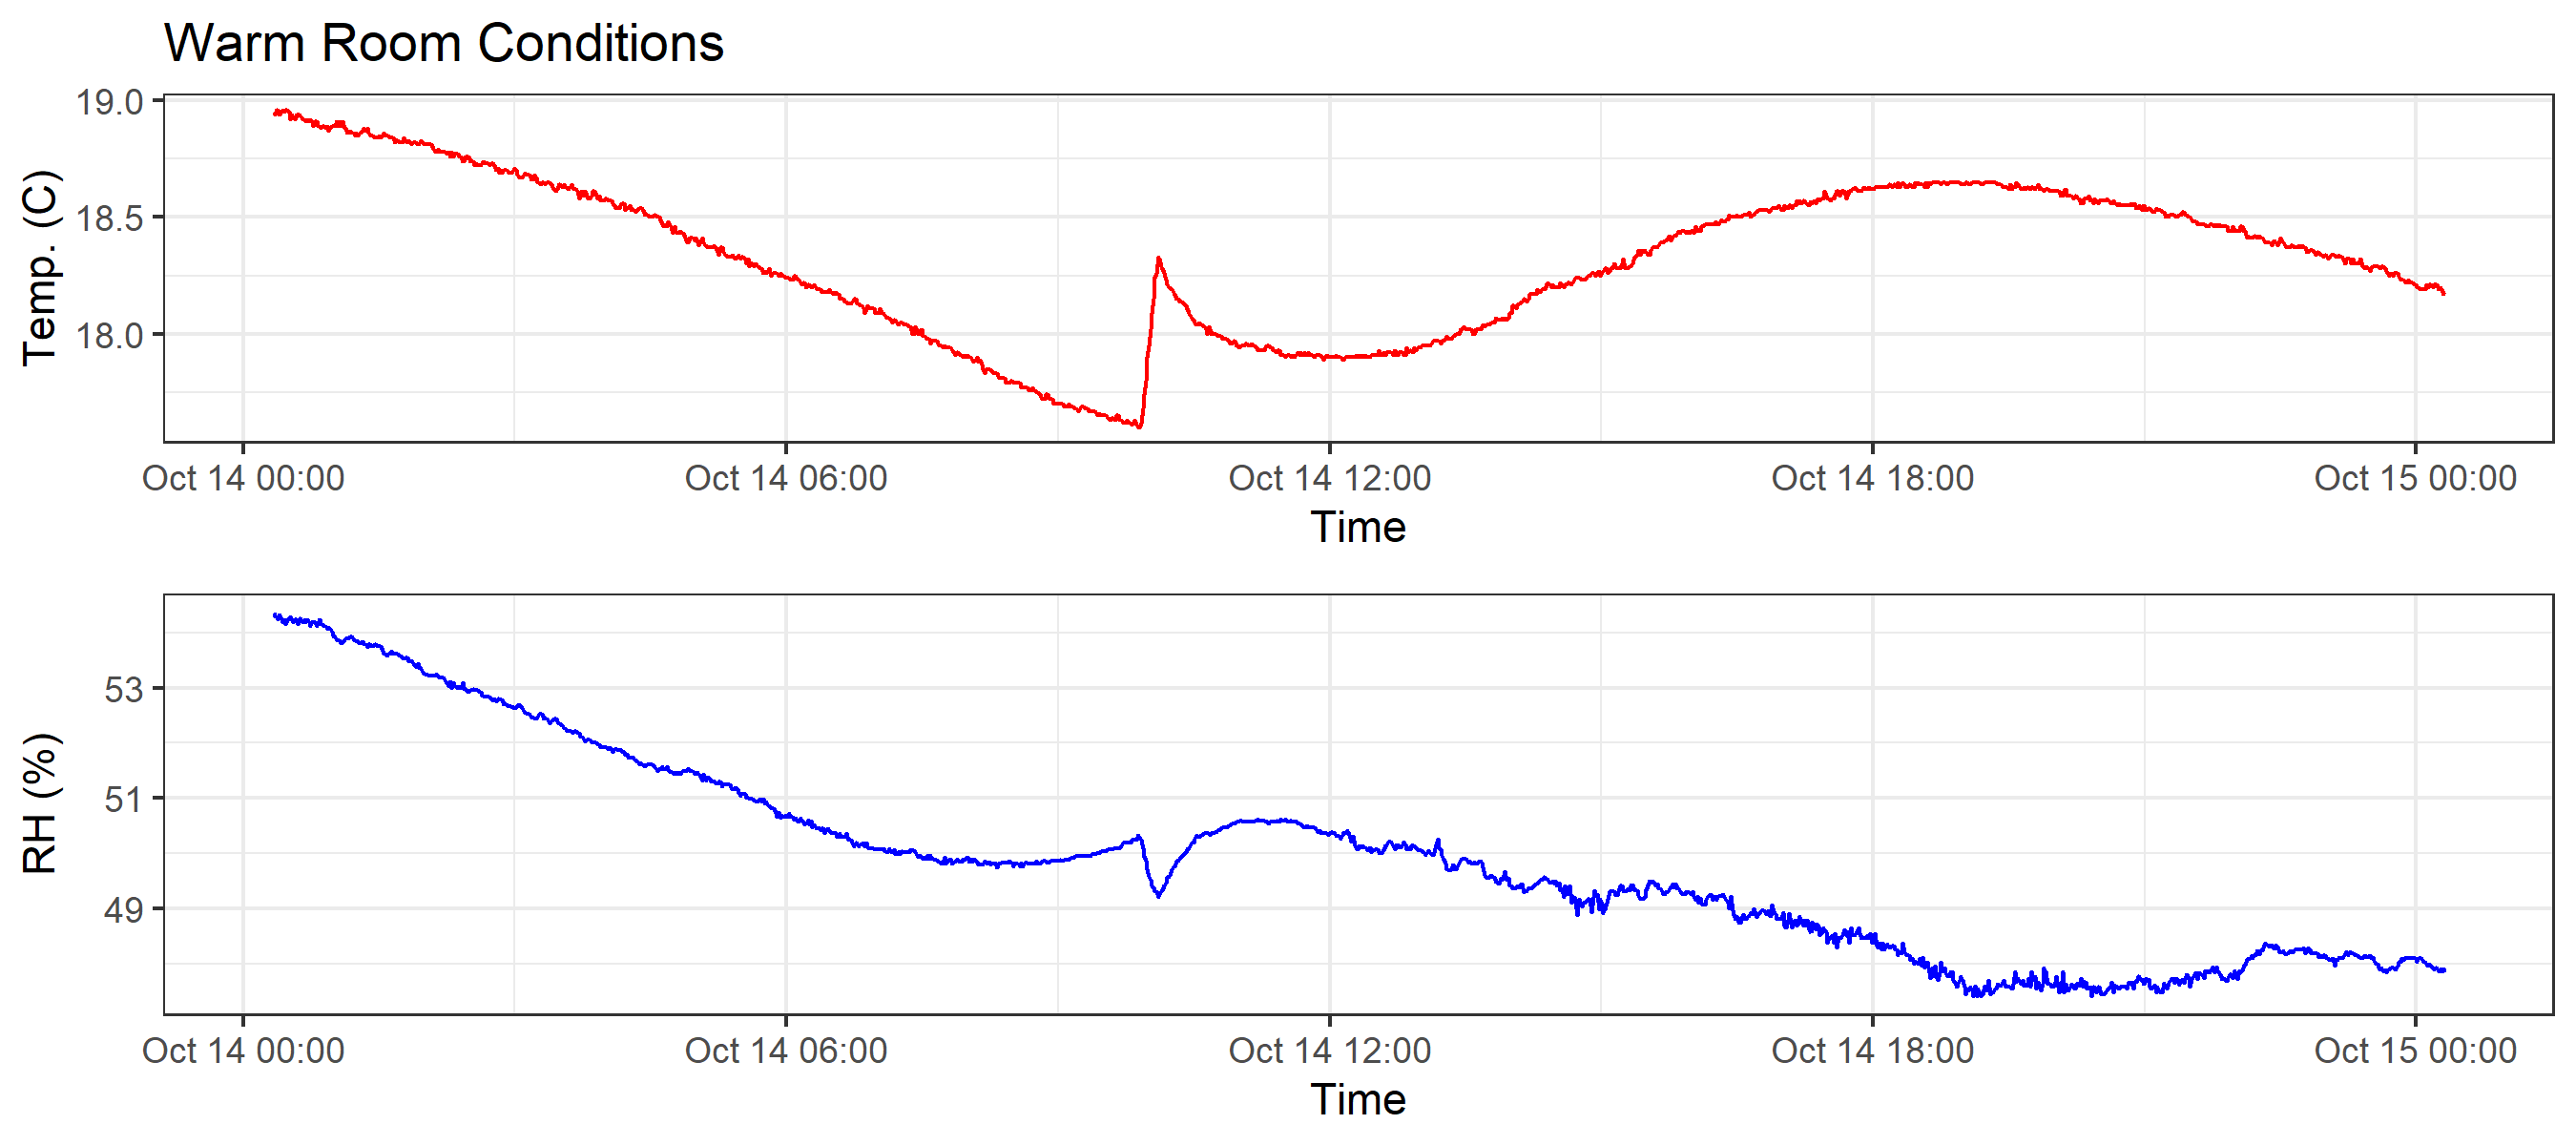 Warm Room Conditions
Temp. (C)
19.0
18.5
18.0
Oct 14 00:00 Oct 14 06:00 Oct 14 12:00 Oct 14 18:00 Oct 15 00:00
Time
RH (%)
53
51
49
Oct 14 00:00 Oct 14 06:00 Oct 14 12:00 Oct 14 18:00 Oct 15 00:00
Time